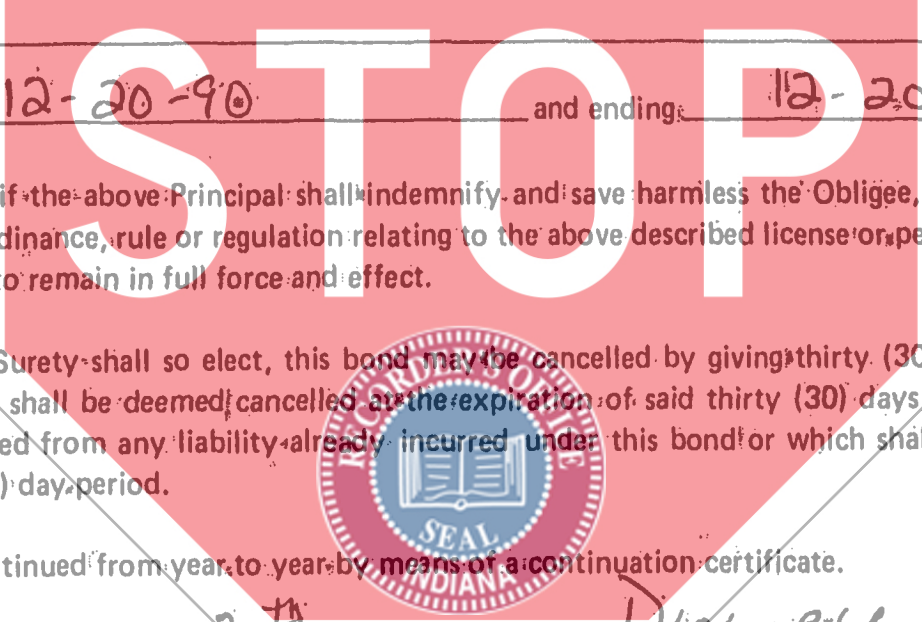 STOP
12-20-90 and ending: 12-20
if the above Principal shall indemnify and save harmless the Obligee,
dinance, rule or regulation relating to the above described license or pe
to remain in full force and effect.
Surety shall so elect, this bond may be cancelled by giving thirty (30
shall be deemed cancelled at the expiration of said thirty (30) days
ed from any liability already incurred under this bond or which shal
) day period.
RECORDER'S OFFICE
SEAL
INDIANA
tinued from year to year by means of a continuation certificate.
th